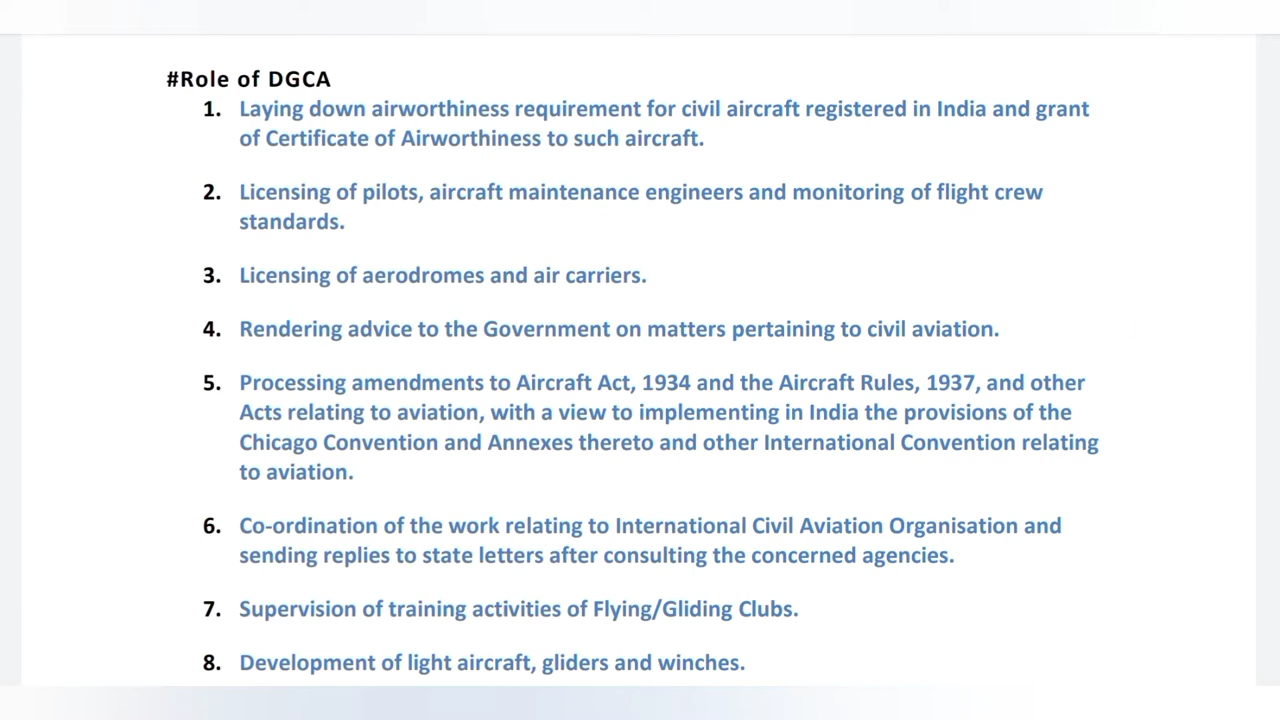 #Role of DGCA
1. Laying down airworthiness requirement for civil aircraft registered in India and grant
of Certificate of Airworthiness to such aircraft.
2. Licensing of pilots, aircraft maintenance engineers and monitoring of flight crew
standards.
3. Licensing of aerodromes and air carriers.
4. Rendering advice to the Government on matters pertaining to civil aviation.
5. Processing amendments to Aircraft Act, 1934 and the Aircraft Rules, 1937, and other
Acts relating to aviation, with a view to implementing in India the provisions of the
Chicago Convention and Annexes thereto and other International Convention relating
to aviation.
6. Co-ordination of the work relating to International Civil Aviation Organisation and
sending replies to state letters after consulting the concerned agencies.
7. Supervision of training activities of Flying/Gliding Clubs.
8. Development of light aircraft, gliders and winches.